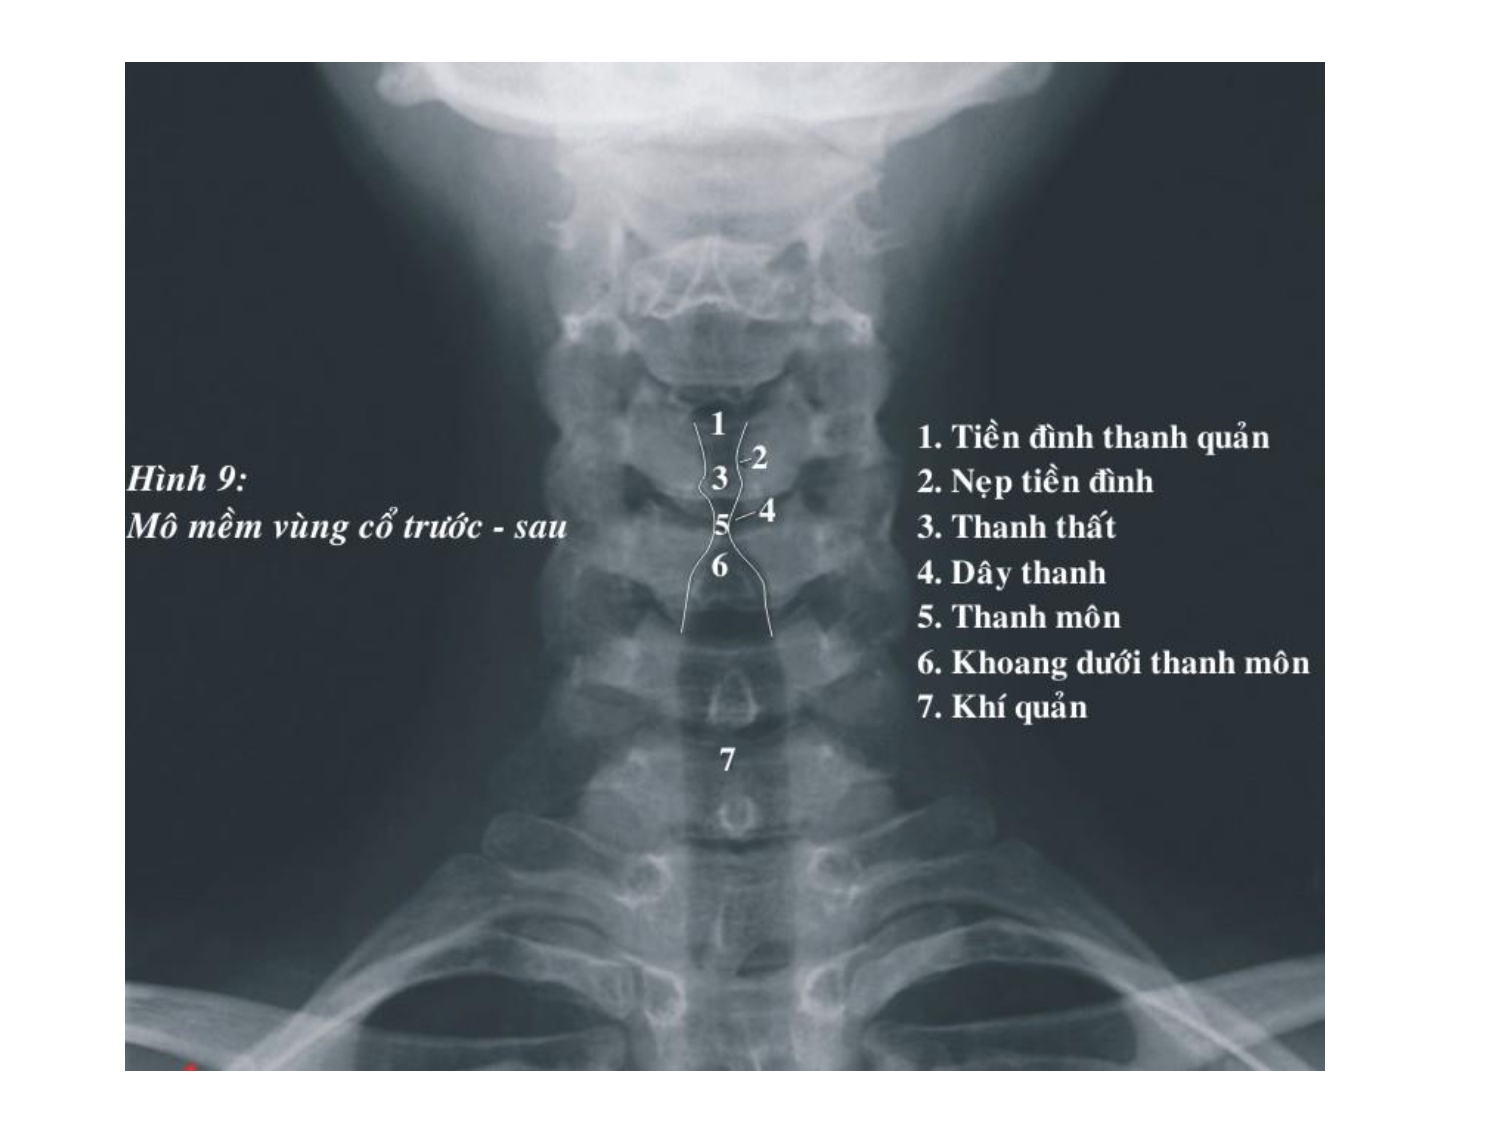 1
2
3
4
5
6
7
Hình 9:
Mô mềm vùng cổ trước - sau
1. Tiền đình thanh quản
2. Nẹp tiền đình
3. Thanh thất
4. Dây thanh
5. Thanh môn
6. Khoang dưới thanh môn
7. Khí quản